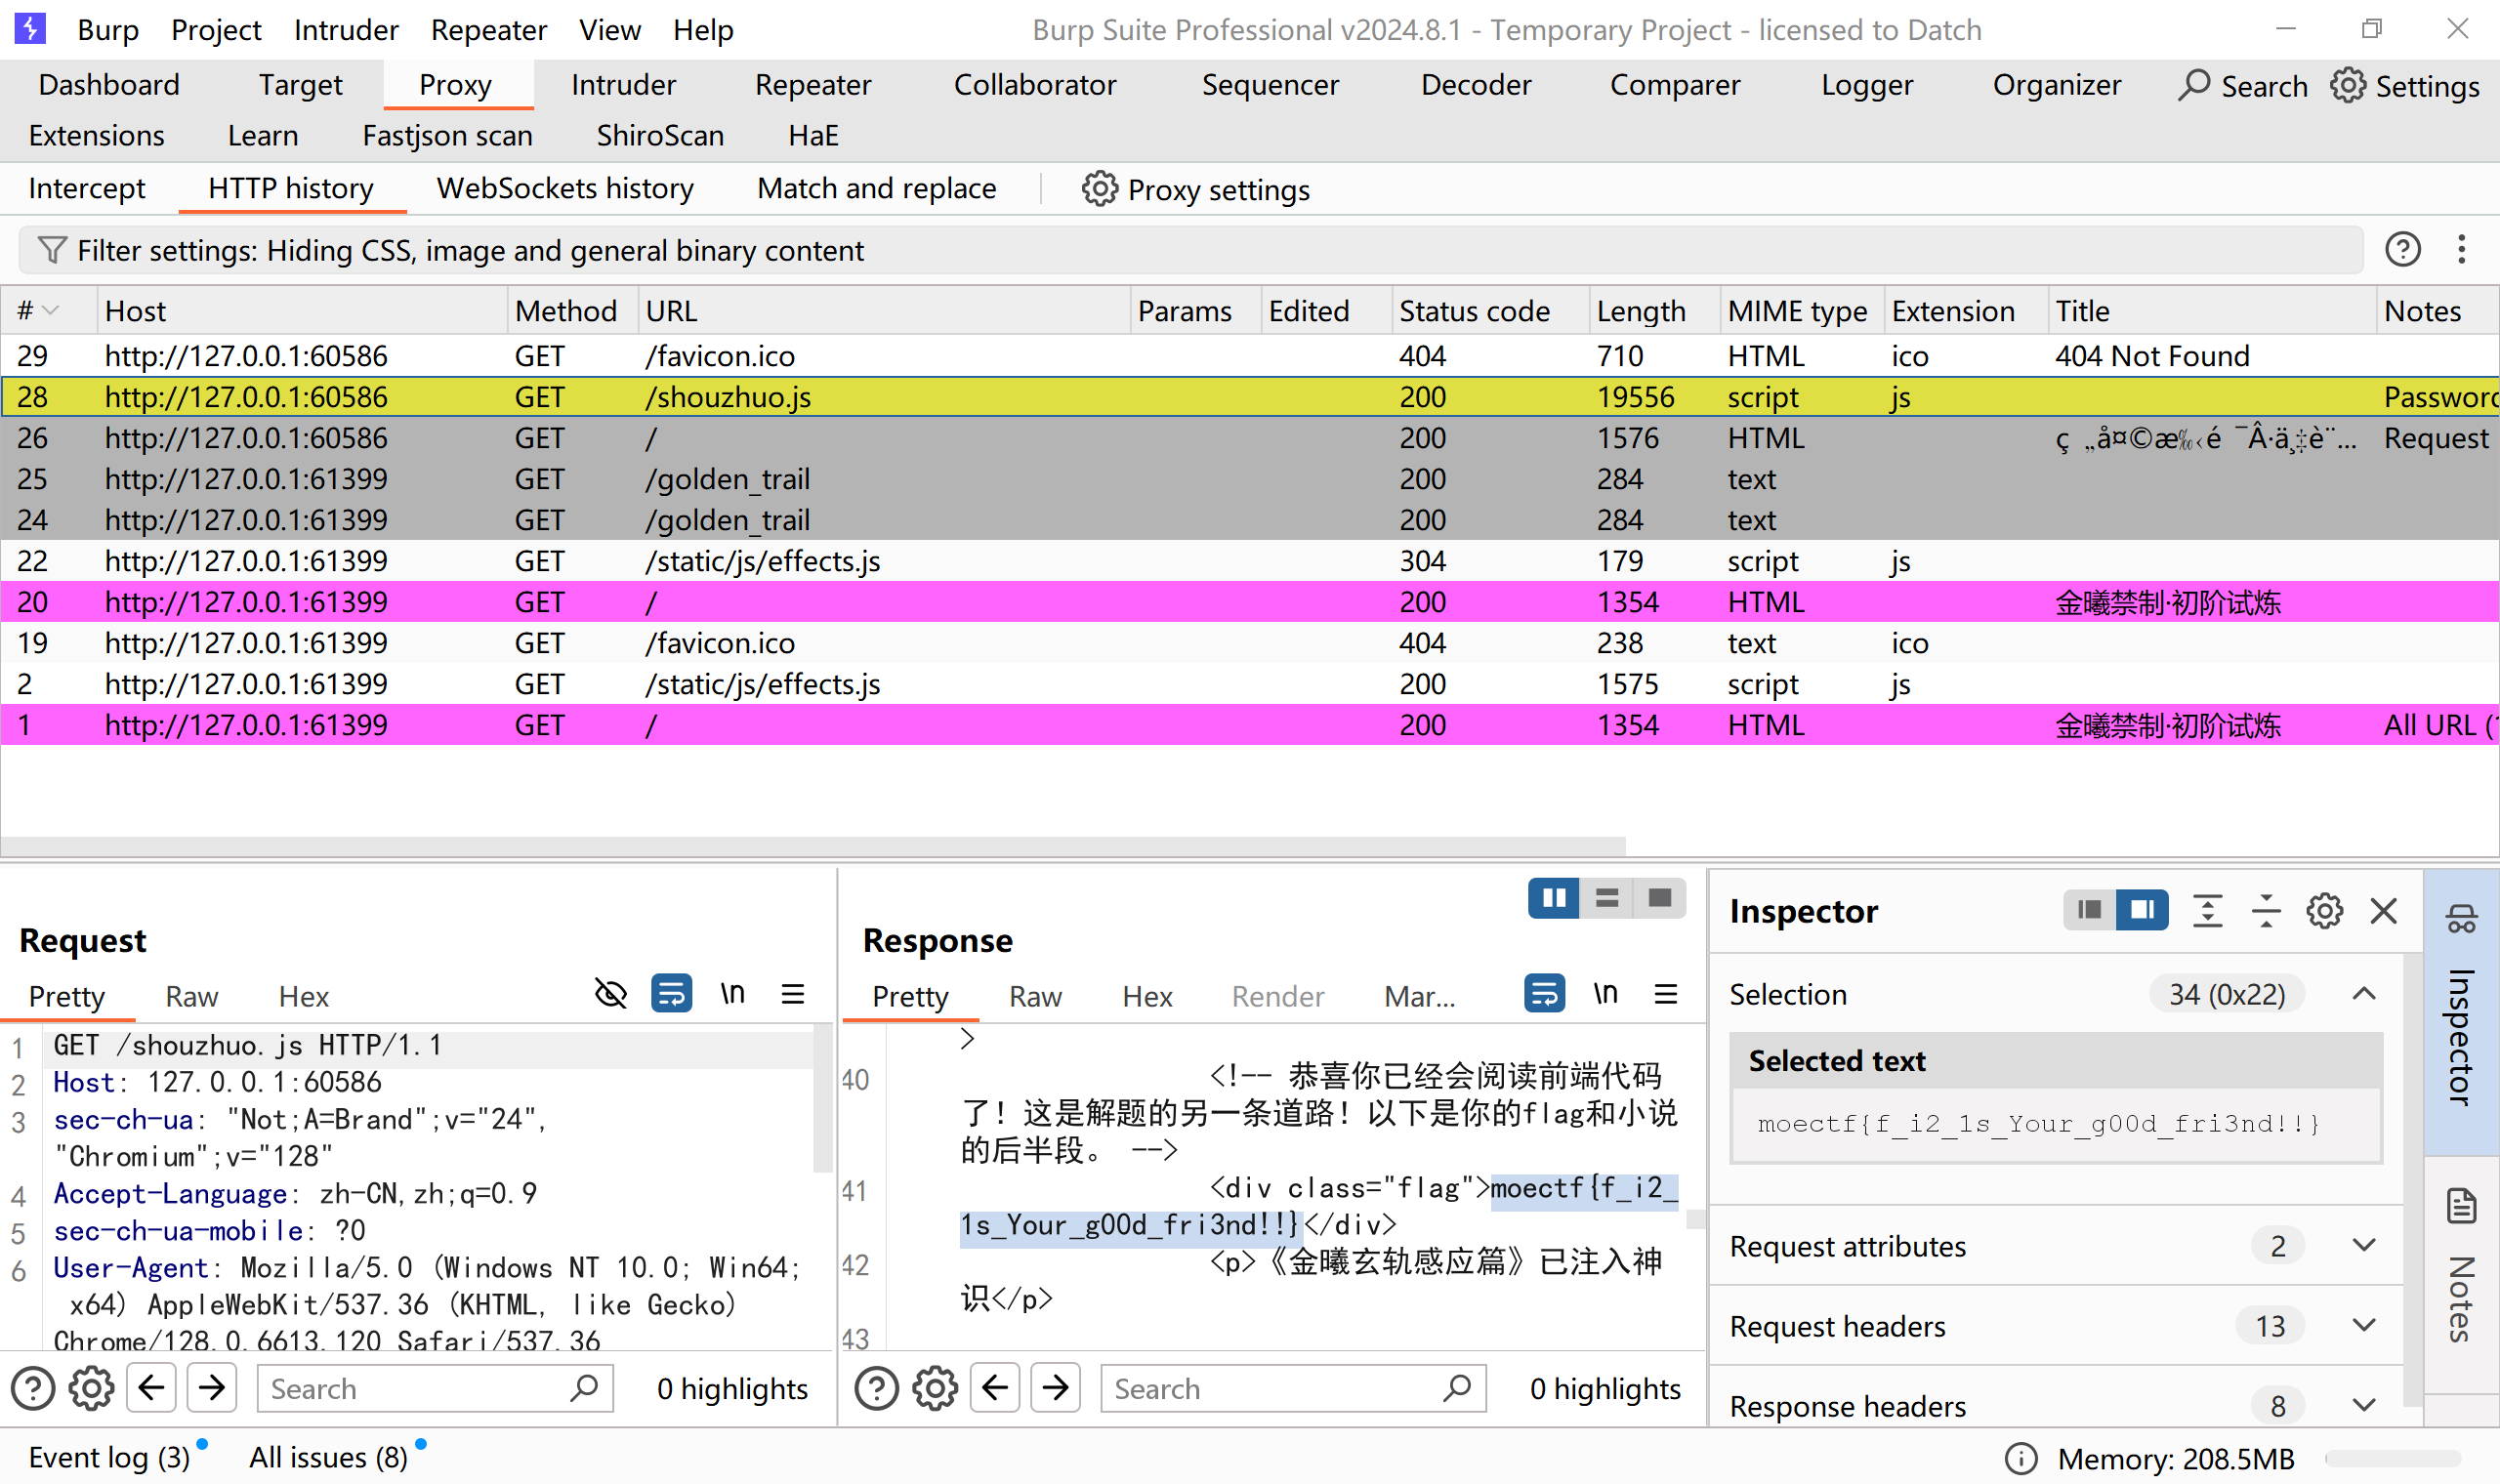 Burp Project Intruder Repeater View Help Burp Suite Professional v2024.8.1 - Temporary Project - licensed to Datch
Dashboard Target Proxy Intruder Repeater Collaborator Sequencer Decoder Comparer Logger Organizer Search Settings
Extensions Learn Fastjson scan ShiroScan HaE
Intercept HTTP history WebSockets history Match and replace Proxy settings
Filter settings: Hiding CSS, image and general binary content
# Host Method URL Params Edited Status code Length MIME type Extension Title Notes
29 http://127.0.0.1:60586 GET /favicon.ico 404 710 HTML ico 404 Not Found
28 http://127.0.0.1:60586 GET /shouzhuo.js 200 19556 script js Password
26 http://127.0.0.1:60586 GET / 200 1576 HTML Request
25 http://127.0.0.1:61399 GET /golden_trail 200 284 text
24 http://127.0.0.1:61399 GET /golden_trail 200 284 text
22 http://127.0.0.1:61399 GET /static/js/effects.js 304 179 script js
20 http://127.0.0.1:61399 GET / 200 1354 HTML 金曦禁制·初阶试炼
19 http://127.0.0.1:61399 GET /favicon.ico 404 238 text ico
2 http://127.0.0.1:61399 GET /static/js/effects.js 200 1575 script js
1 http://127.0.0.1:61399 GET / 200 1354 HTML 金曦禁制·初阶试炼 All URL (
Request
Pretty Raw Hex \n
1 GET /shouzhuo.js HTTP/1.1
2 Host: 127.0.0.1:60586
3 sec-ch-ua: "Not;A=Brand";v="24",
"Chromium";v="128"
4 Accept-Language: zh-CN,zh;q=0.9
5 sec-ch-ua-mobile: ?0
6 User-Agent: Mozilla/5.0 (Windows NT 10.0; Win64;
x64) AppleWebKit/537.36 (KHTML, like Gecko)
Chrome/128.0.6613.120 Safari/537.36
Search 0 highlights
Response
Pretty Raw Hex Render Mar... \n
>
40 <!-- 恭喜你已经会阅读前端代码
了！这是解题的另一条道路！以下是你的flag和小说
的后半段。 -->
41 <div class="flag">moectf{f_i2_
1s_Your_g00d_fri3nd!!}</div>
42 <p>《金曦玄轨感应篇》已注入神
识</p>
43
Search 0 highlights
Inspector
Selection 34 (0x22)
Selected text
moectf{f_i2_1s_Your_g00d_fri3nd!!}
Request attributes 2
Request headers 13
Response headers 8
Inspector
Notes
Event log (3) All issues (8) Memory: 208.5MB